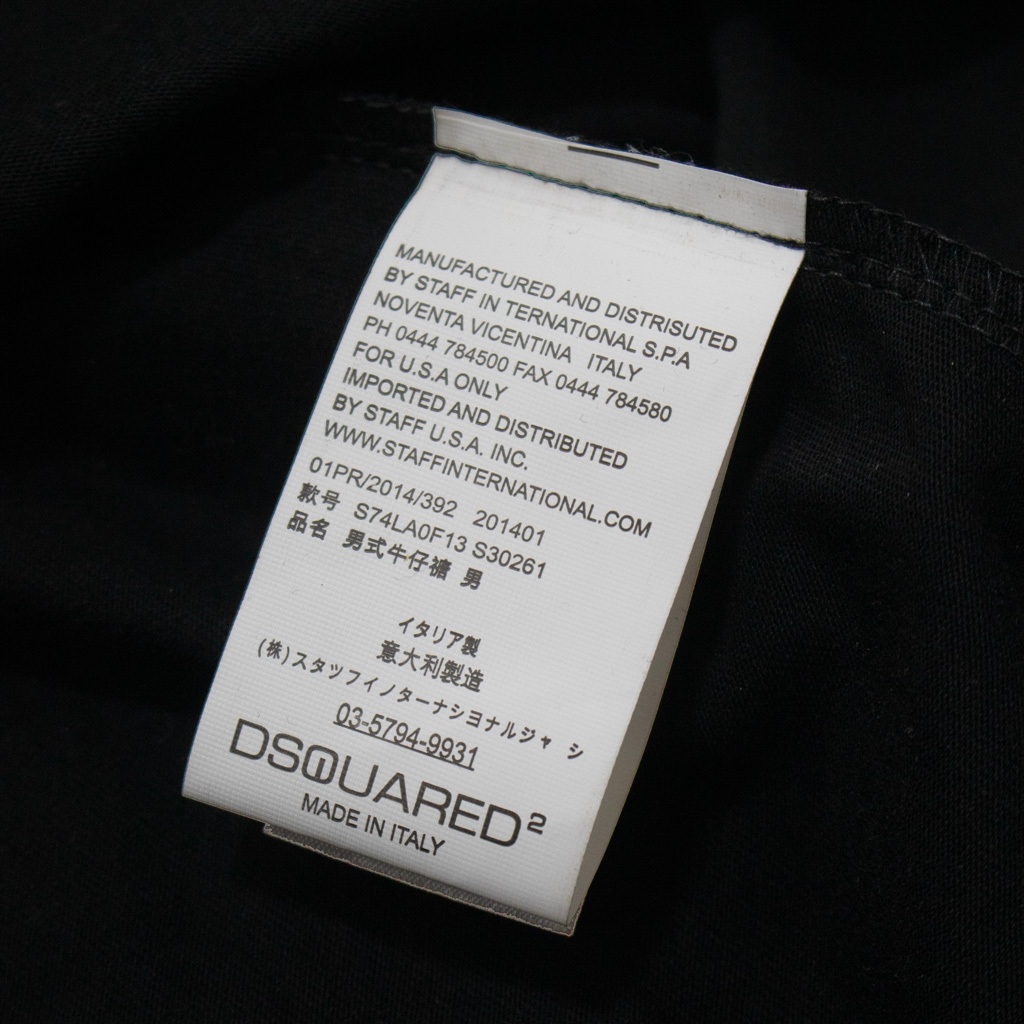 MANUFACTURED AND DISTRISUTED
BY STAFF IN TERNATIONAL S.P.A
NOVENTA VICENTINA ITALY
PH 0444 784500 FAX 0444 784580
FOR U.S.A ONLY
IMPORTED AND DISTRIBUTED
BY STAFF U.S.A. INC.
WWW.STAFFINTERNATIONAL.COM
01PR/2014/392 201401
款号 S74LA0F13 S30261
品名 男式牛仔褲 男
イタリア製
意大利製造
(株)スタツフイノターナシヨナルジャ シ
03-5794-9931
DSQUARED2
MADE IN ITALY